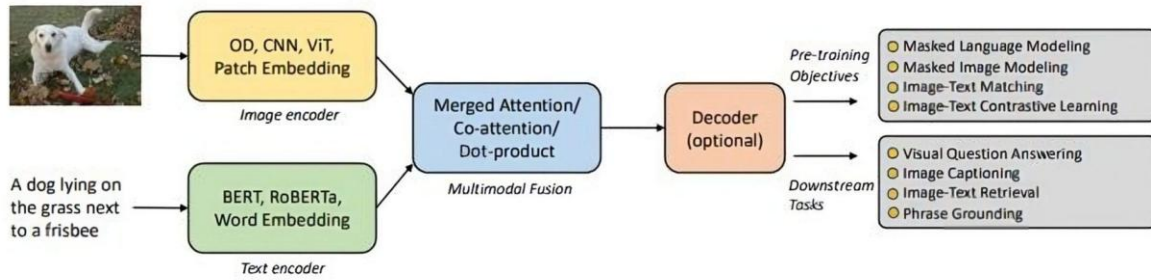 OD, CNN, ViT,
Patch Embedding
Image encoder
A dog lying on
the grass next
to a frisbee
BERT, RoBERTa,
Word Embedding
Text encoder
Merged Attention/
Co-attention/
Dot-product
Multimodal Fusion
Decoder
(optional)
Pre-training
Objectives
Masked Language Modeling
Masked Image Modeling
Image-Text Matching
Image-Text Contrastive Learning
Downstream
Tasks
Visual Question Answering
Image Captioning
Image-Text Retrieval
Phrase Grounding